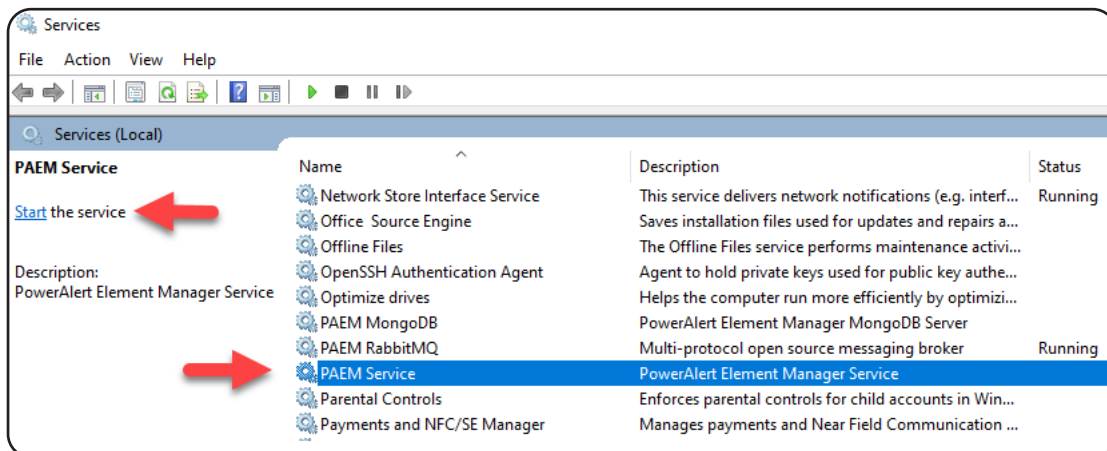 Services
File Action View Help
Services (Local)
PAEM Service
Start the service
Description:
PowerAlert Element Manager Service
Name Description Status
Network Store Interface Service This service delivers network notifications (e.g. interf... Running
Office Source Engine Saves installation files used for updates and repairs a...
Offline Files The Offline Files service performs maintenance activi...
OpenSSH Authentication Agent Agent to hold private keys used for public key authe...
Optimize drives Helps the computer run more efficiently by optimizi...
PAEM MongoDB PowerAlert Element Manager MongoDB Server
PAEM RabbitMQ Multi-protocol open source messaging broker Running
PAEM Service PowerAlert Element Manager Service
Parental Controls Enforces parental controls for child accounts in Win...
Payments and NFC/SE Manager Manages payments and Near Field Communication ...